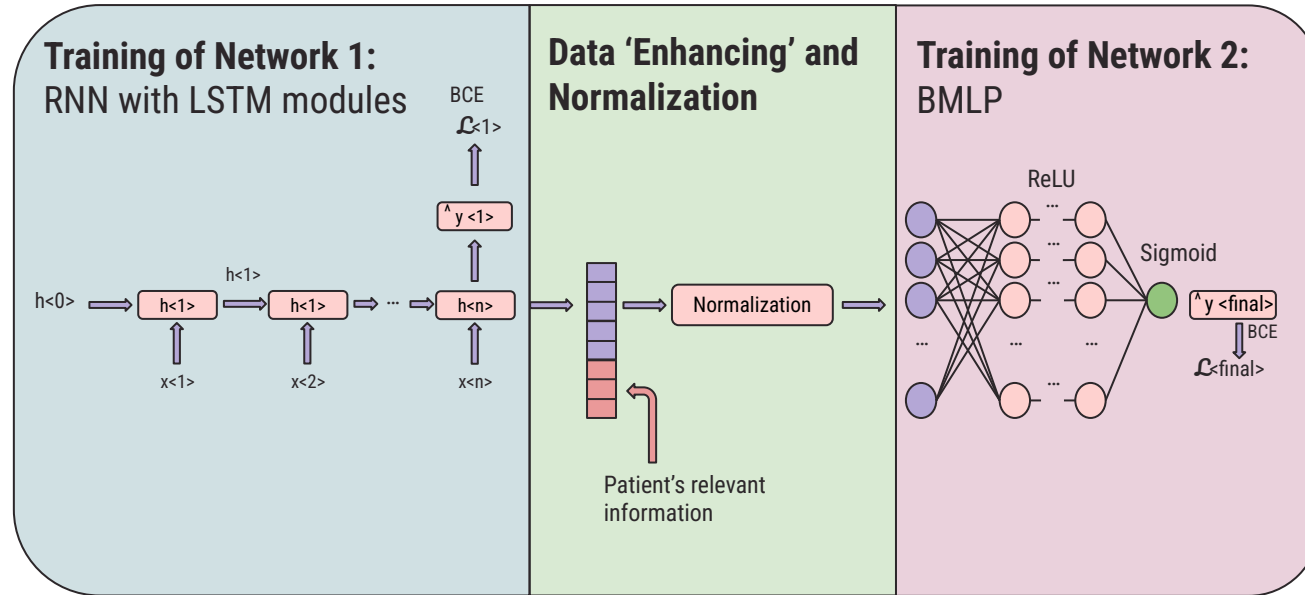 Training of Network 1:
RNN with LSTM modules
BCE
ℒ<1>
^ y <1>
h<0>
h<1>
h<1>
h<1>
...
h<n>
x<1>
x<2>
x<n>
Data ‘Enhancing’ and
Normalization
Normalization
Patient’s relevant
information
Training of Network 2:
BMLP
ReLU
...
...
...
...
...
...
...
Sigmoid
^ y <final>
BCE
ℒ<final>